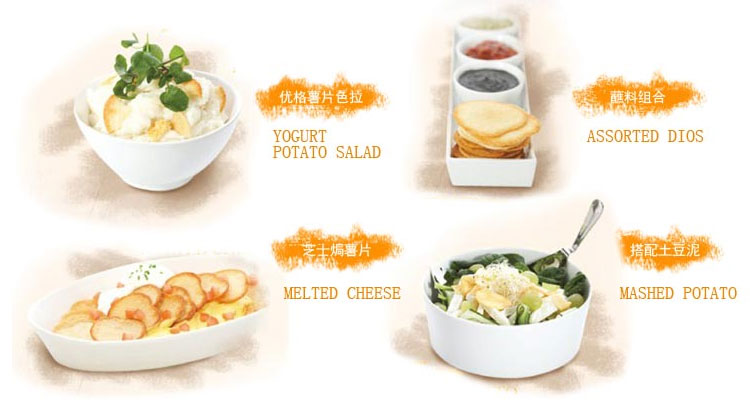 优格薯片色拉
YOGURT
POTATO SALAD
蘸料组合
ASSORTED DIOS
芝士焗薯片
MELTED CHEESE
搭配土豆泥
MASHED POTATO